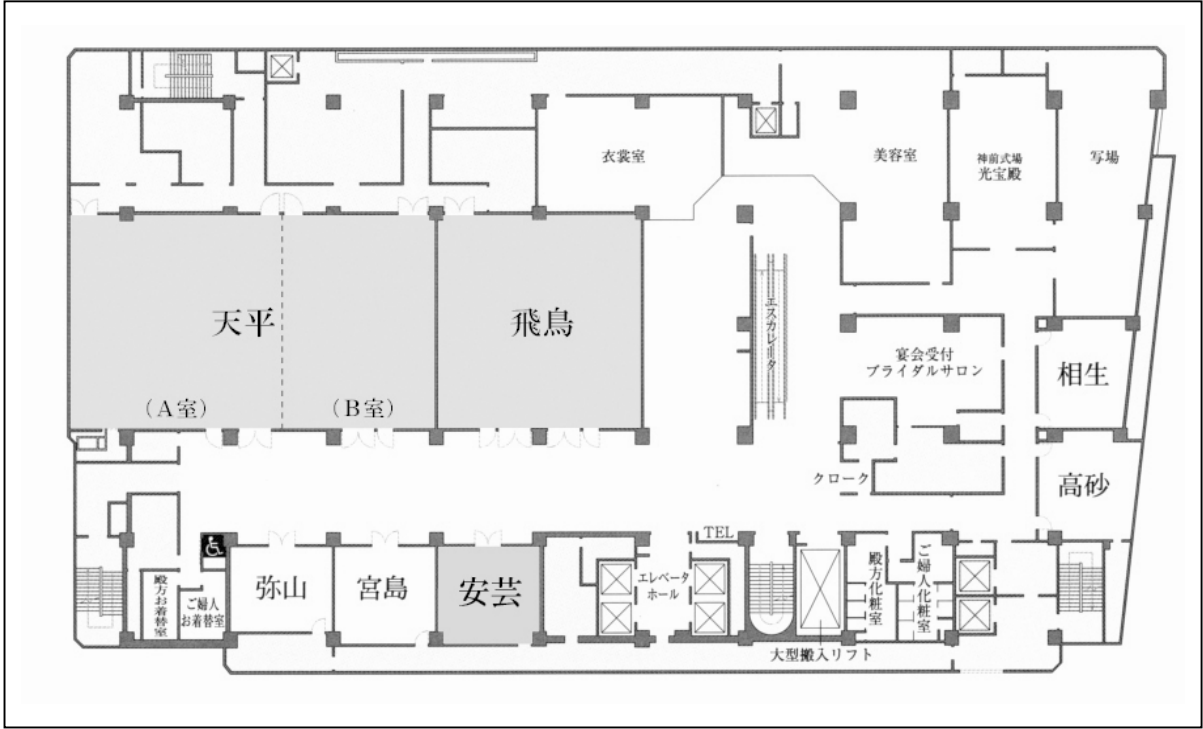 衣裳室
美容室
神前式場
光宝殿
写場
天平
(A室)
(B室)
飛鳥
エスカレータ
宴会受付
ブライダルサロン
相生
クローク
高砂
殿方お着替室
ご婦人
お着替室
弥山
宮島
安芸
エレベータ
ホール
TEL
大型搬入リフト
殿方化粧室
ご婦人化粧室